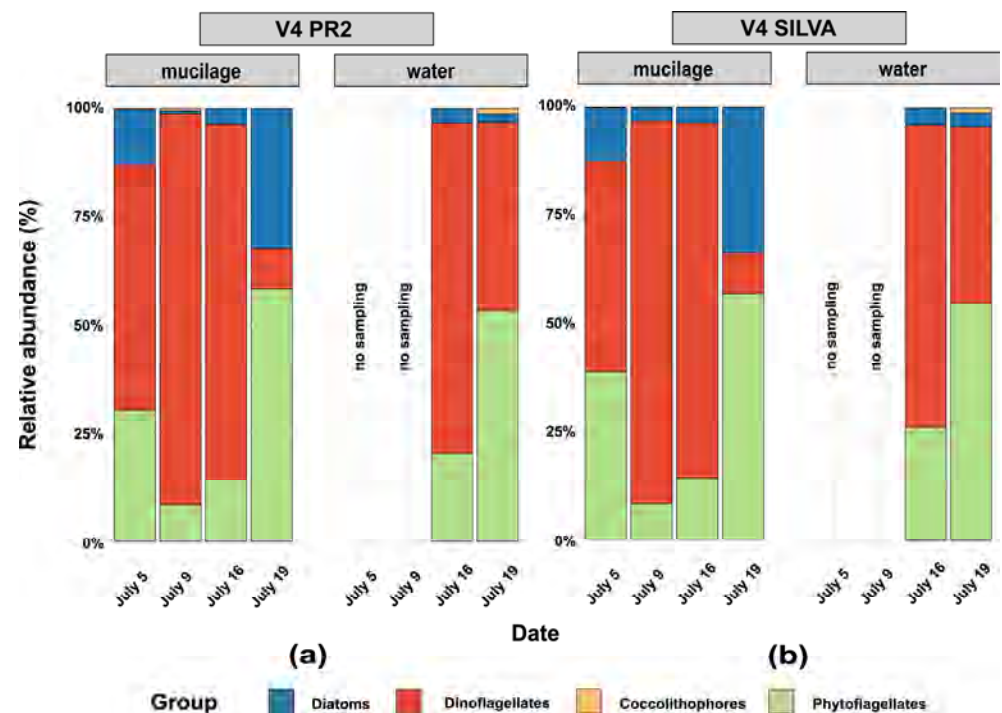 V4 PR2
V4 SILVA
mucilage
water
mucilage
water
Relative abundance (%)
100%
75%
50%
25%
0%
no sampling
no sampling
100%
75%
50%
25%
0%
no sampling
no sampling
July 5
July 9
July 16
July 19
July 5
July 9
July 16
July 19
July 5
July 9
July 16
July 19
July 5
July 9
July 16
July 19
Date
(a)
(b)
Group Diatoms Dinoflagellates Coccolithophores Phytoflagellates